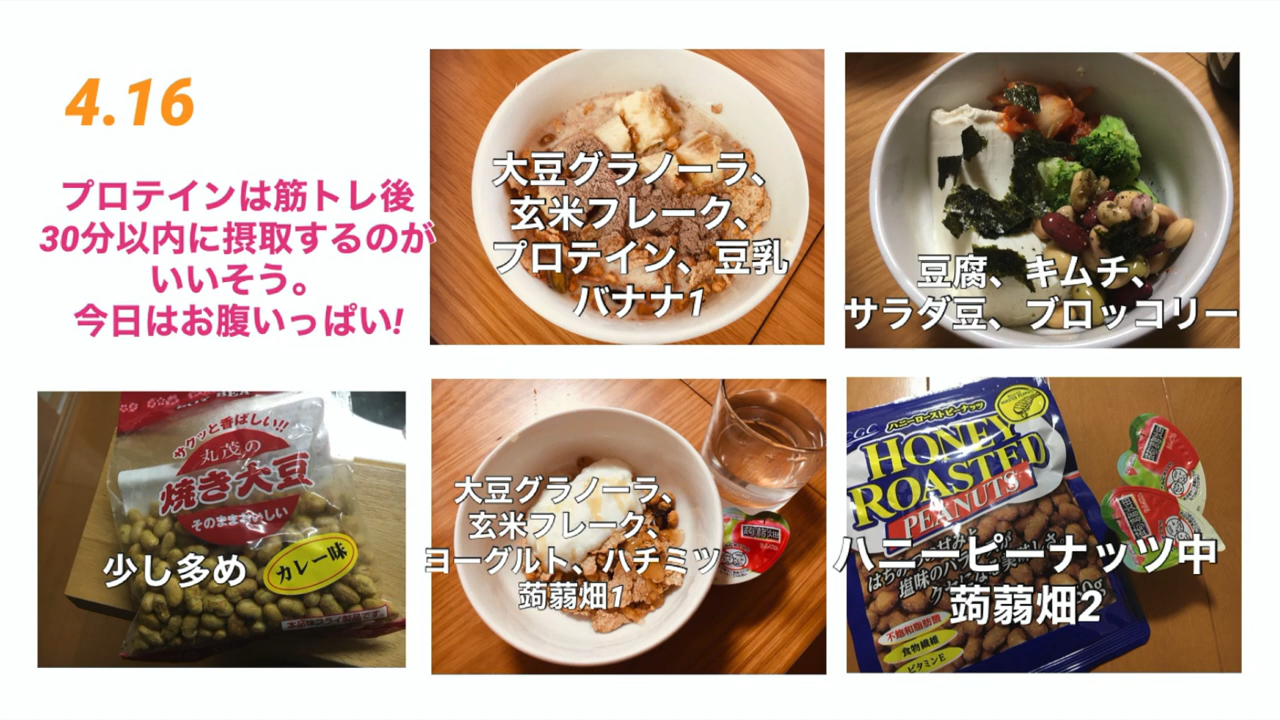 4.16
プロテインは筋トレ後
30分以内に摂取するのが
いいそう。
今日はお腹いっぱい!
大豆グラノーラ、
玄米フレーク、
プロテイン、豆乳
バナナ1
豆腐、キムチ、
サラダ豆、ブロッコリー
サクッと香ばしい!!
丸茂の
焼き大豆
そのままおいしい
カレー味
少し多め
大豆グラノーラ、
玄米フレーク、
ヨーグルト、ハチミツ
蒟蒻畑1
蒟蒻畑
CGC
ハニーローストピーナッツ
HONEY
ROASTED
PEANUTS
ハニーピーナッツ中
蒟蒻畑2
不飽和脂肪酸
食物繊維
ビタミンE